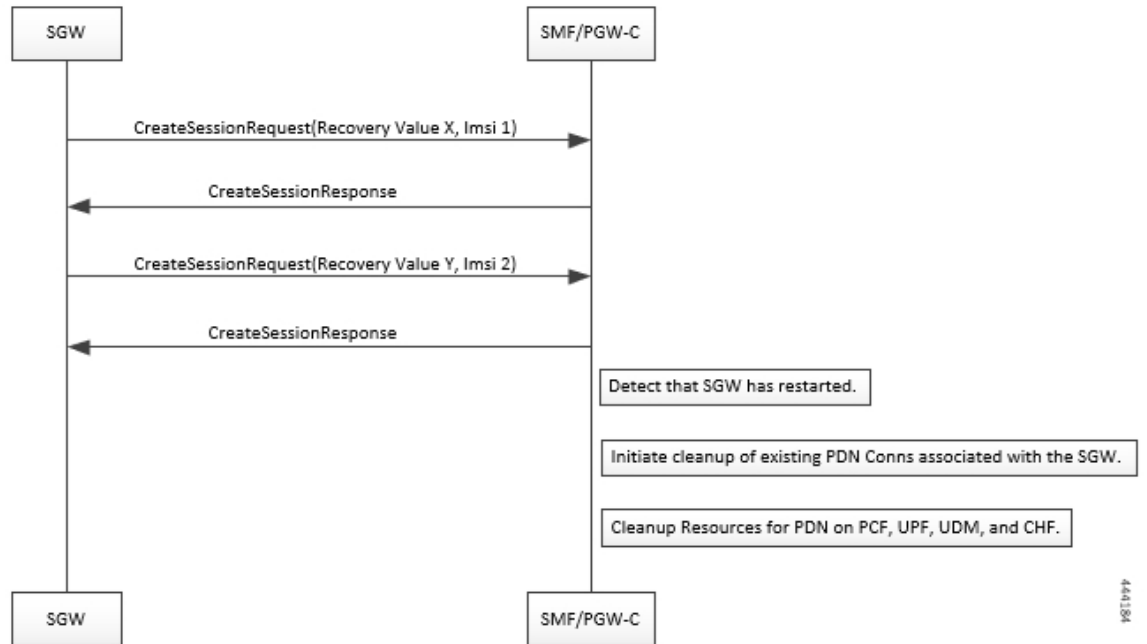 SGW
SMF/PGW-C
CreateSessionRequest(Recovery Value X, Imsi 1)
CreateSessionResponse
CreateSessionRequest(Recovery Value Y, Imsi 2)
CreateSessionResponse
Detect that SGW has restarted.
Initiate cleanup of existing PDN Conns associated with the SGW.
Cleanup Resources for PDN on PCF, UPF, UDM, and CHF.
SGW
SMF/PGW-C
444184